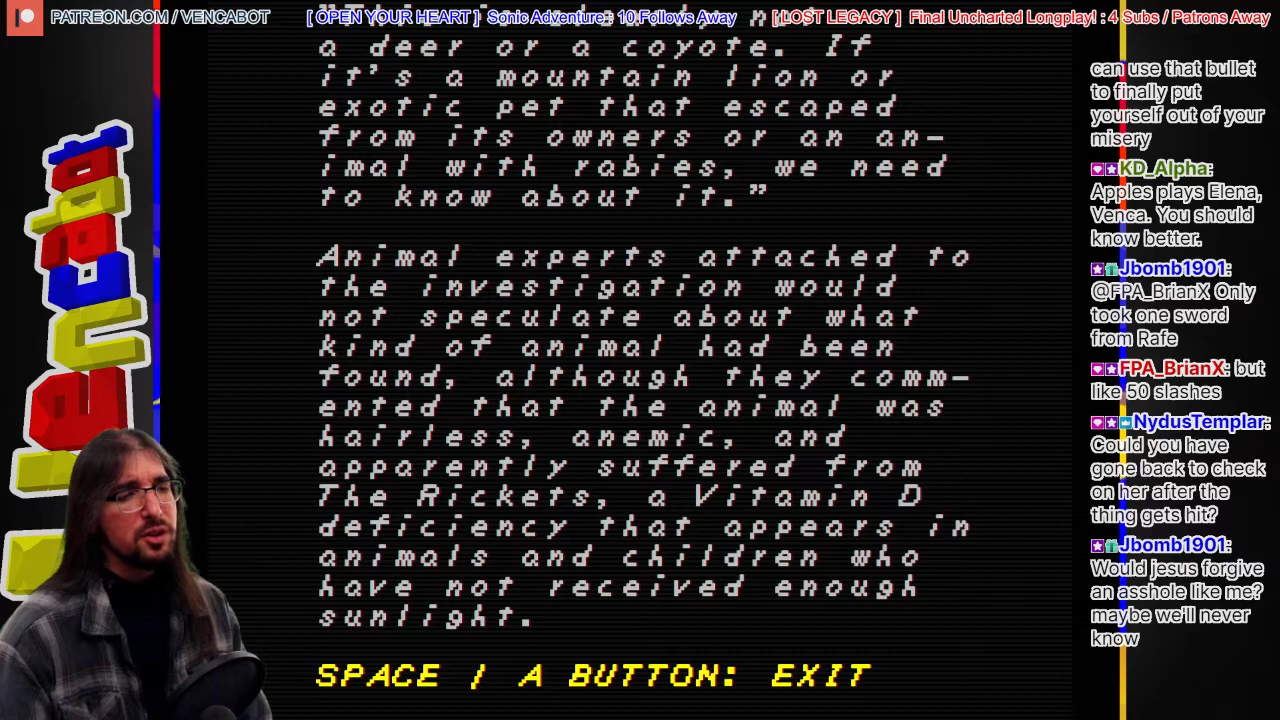 PATREON.COM / VENCABOT
[ OPEN YOUR HEART ] Sonic Adventure : 10 Follows Away
[ LOST LEGACY ] Final Uncharted Longplay! : 4 Subs / Patrons Away
a deer or a coyote. If
it's a mountain lion or
exotic pet that escaped
from its owners or an an-
imal with rabies, we need
to know about it."
Animal experts attached to
the investigation would
not speculate about what
kind of animal had been
found, although they comm-
ented that the animal was
hairless, anemic, and
apparently suffered from
The Rickets, a Vitamin D
deficiency that appears in
animals and children who
have not received enough
sunlight.
SPACE / A BUTTON: EXIT
can use that bullet
to finally put
yourself out of your
misery
KD_Alpha:
Apples plays Elena,
Venca. You should
know better.
Jbomb1901:
@FPA_BrianX Only
took one sword
from Rafe
FPA_BrianX: but
like 50 slashes
NydusTemplar:
Could you have
gone back to check
on her after the
thing gets hit?
Jbomb1901:
Would jesus forgive
an asshole like me?
maybe we'll never
know